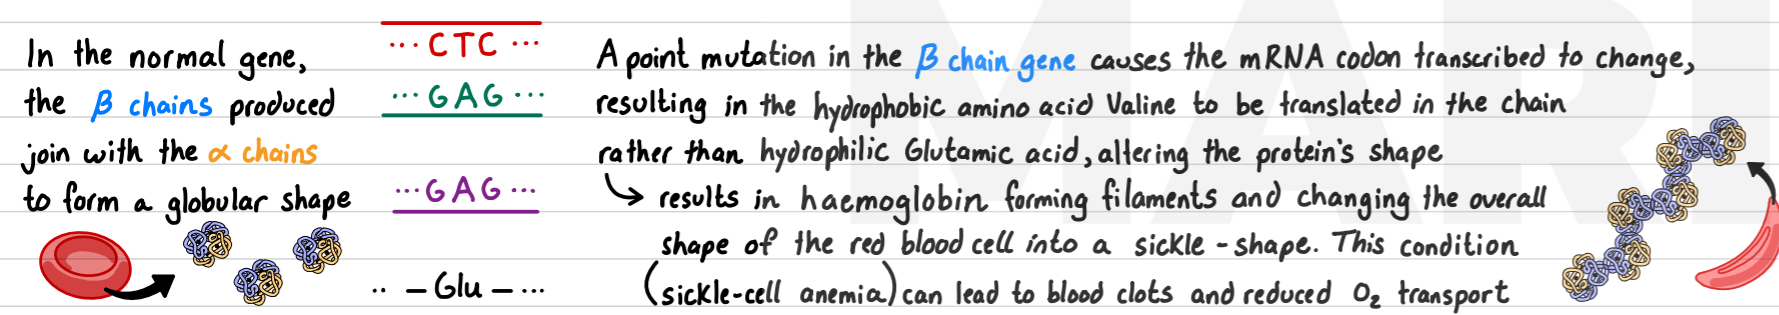 In the normal gene,
the β chains produced
join with the α chains
to form a globular shape
... CTC ...
... GAG ...
... GAG ...
.. – Glu – ...
A point mutation in the β chain gene causes the mRNA codon transcribed to change,
resulting in the hydrophobic amino acid Valine to be translated in the chain
rather than hydrophilic Glutamic acid, altering the protein's shape
↳ results in haemoglobin forming filaments and changing the overall
shape of the red blood cell into a sickle-shape. This condition
(sickle-cell anemia) can lead to blood clots and reduced O₂ transport